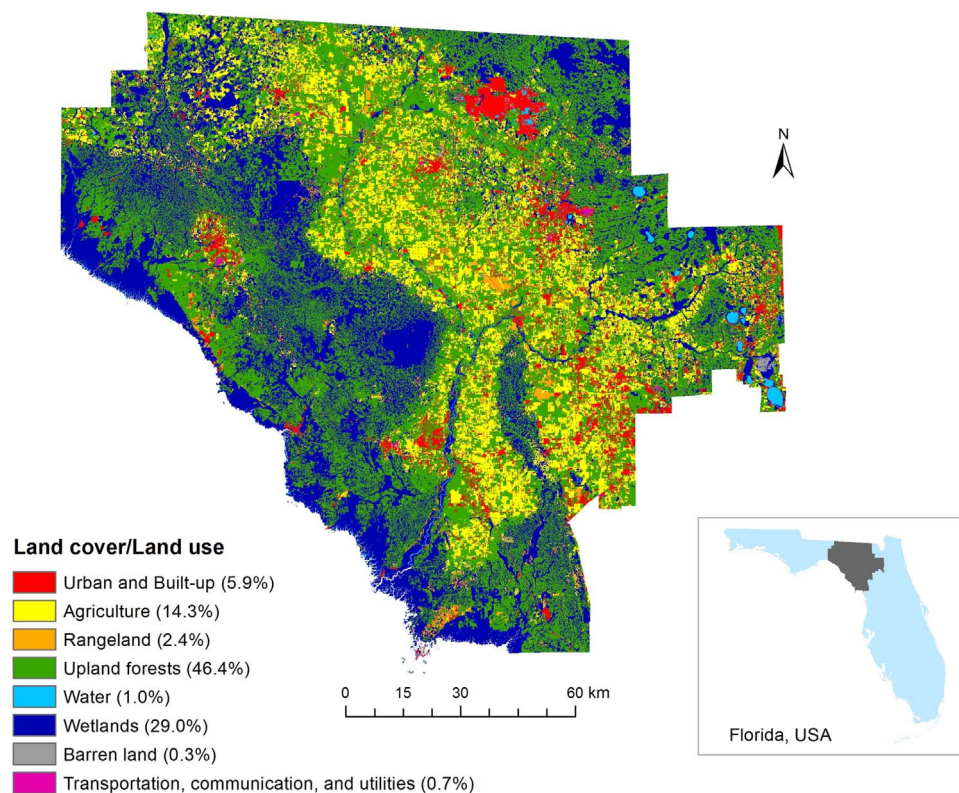 N
Land cover/Land use
Urban and Built-up (5.9%)
Agriculture (14.3%)
Rangeland (2.4%)
Upland forests (46.4%)
Water (1.0%)
Wetlands (29.0%)
Barren land (0.3%)
Transportation, communication, and utilities (0.7%)
0 15 30 60 km
Florida, USA